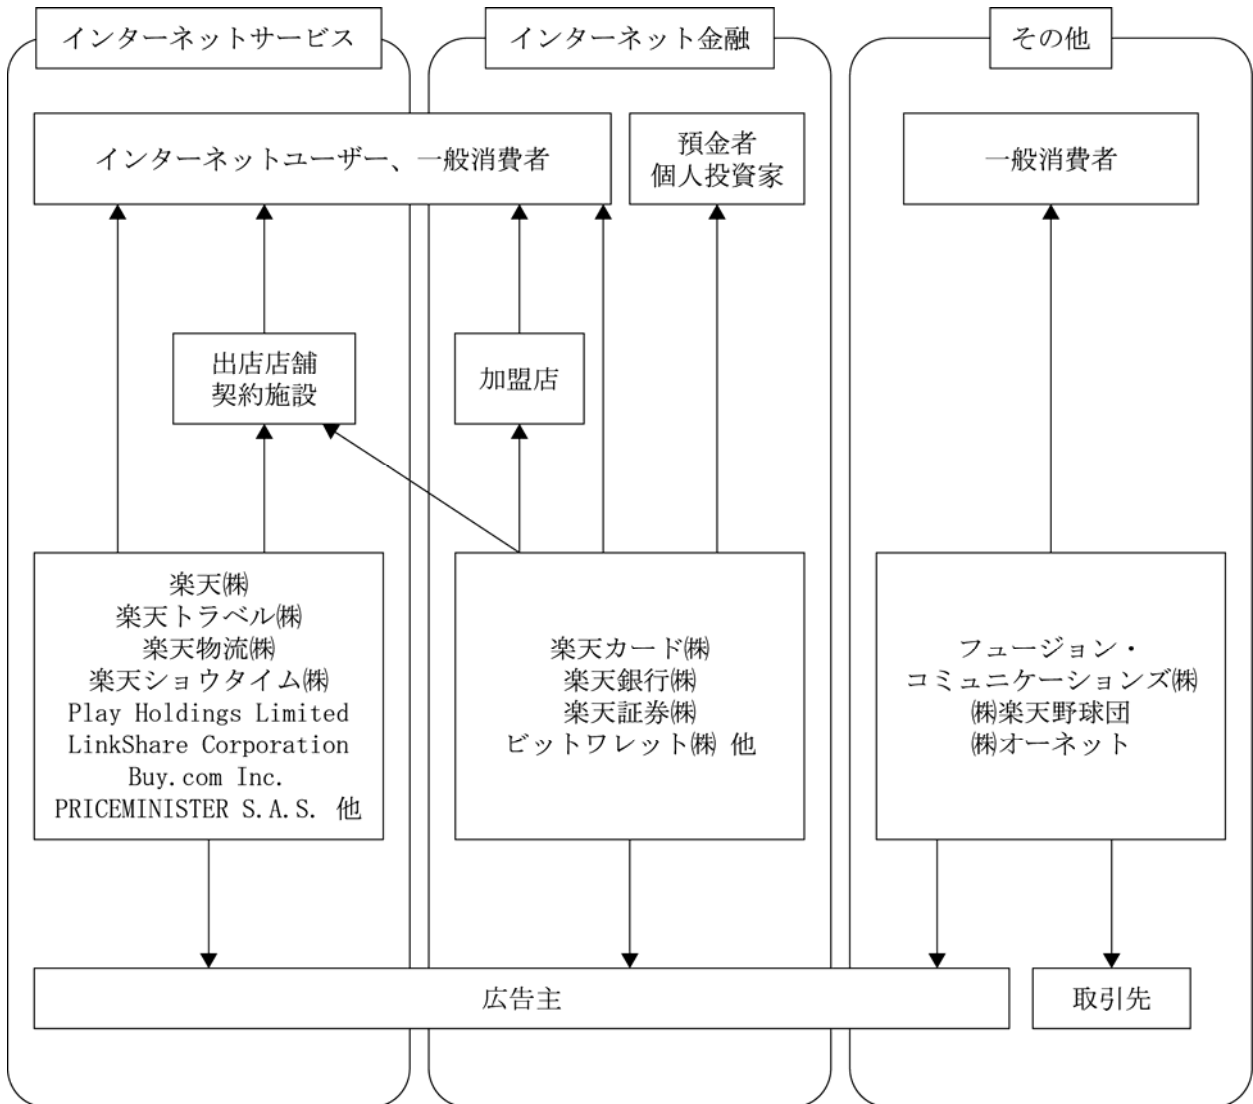 インターネットサービス
インターネット金融
その他
インターネットユーザー、一般消費者
預金者
個人投資家
一般消費者
出店店舗
契約施設
加盟店
楽天㈱
楽天トラベル㈱
楽天物流㈱
楽天ショウタイム㈱
Play Holdings Limited
LinkShare Corporation
Buy.com Inc.
PRICEMINISTER S.A.S. 他
楽天カード㈱
楽天銀行㈱
楽天証券㈱
ビットワレット㈱ 他
フュージョン・
コミュニケーションズ㈱
㈱楽天野球団
㈱オーネット
広告主
取引先